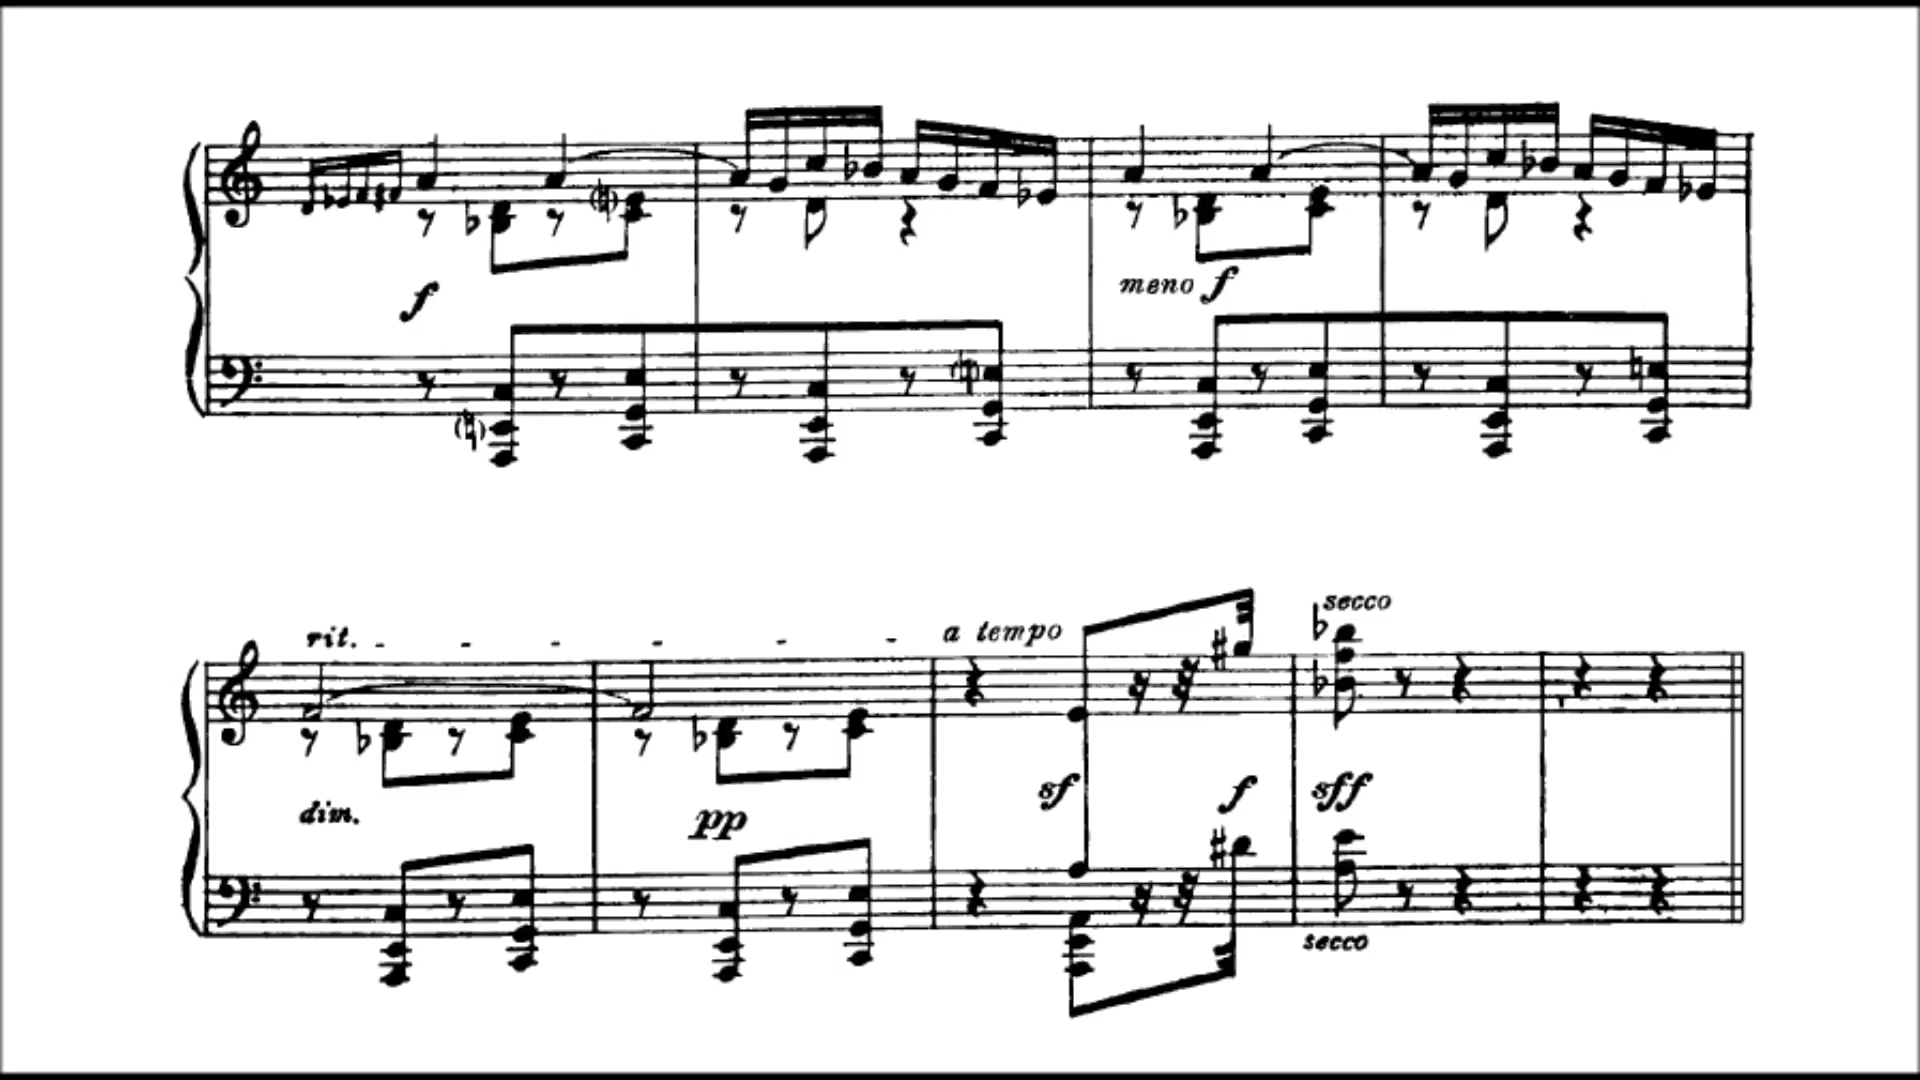 f
meno f
rit. - - - - - - a tempo
secco
dim.
pp
sf
f
sff
secco